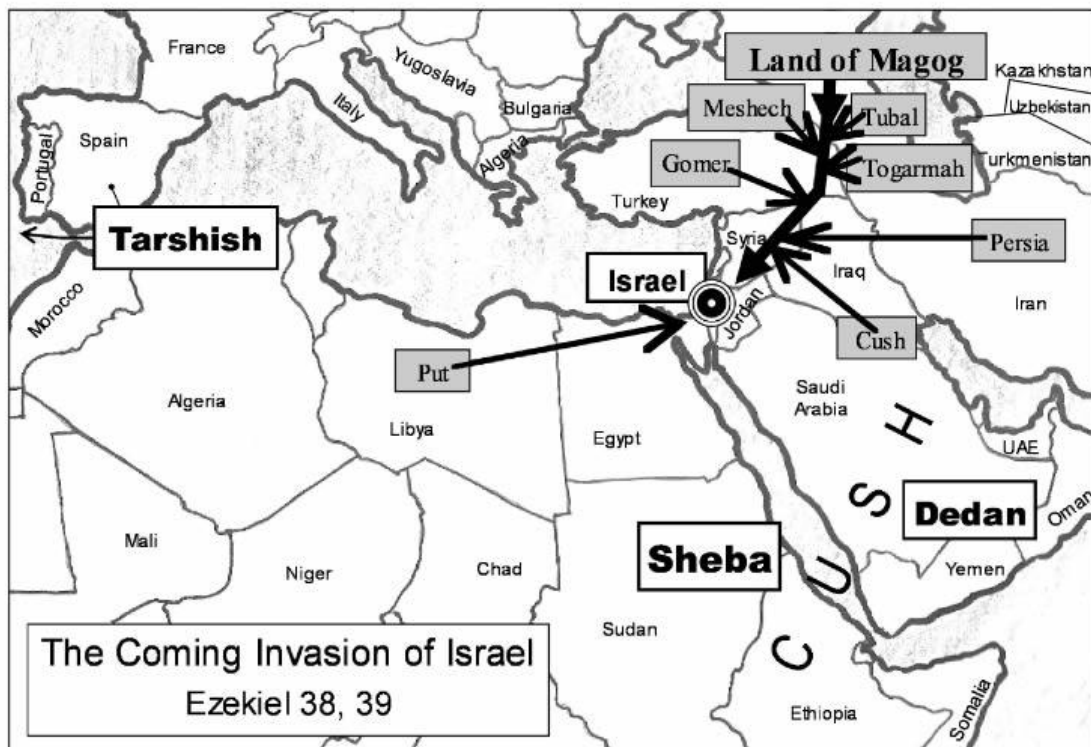 France
Yugoslavia
Italy
Bulgaria
Algeria
Spain
Portugal
Land of Magog
Kazakhstan
Uzbekistan
Turkmenistan
Meshech
Tubal
Gomer
Togarmah
Turkey
Tarshish
Syria
Persia
Israel
Iraq
Iran
Jordan
Morocco
Put
Cush
Algeria
Libya
Egypt
Saudi
Arabia
UAE
Oman
CUSH
Dedan
Sheba
Yemen
Mali
Niger
Chad
Sudan
Ethiopia
Somalia
The Coming Invasion of Israel
Ezekiel 38, 39